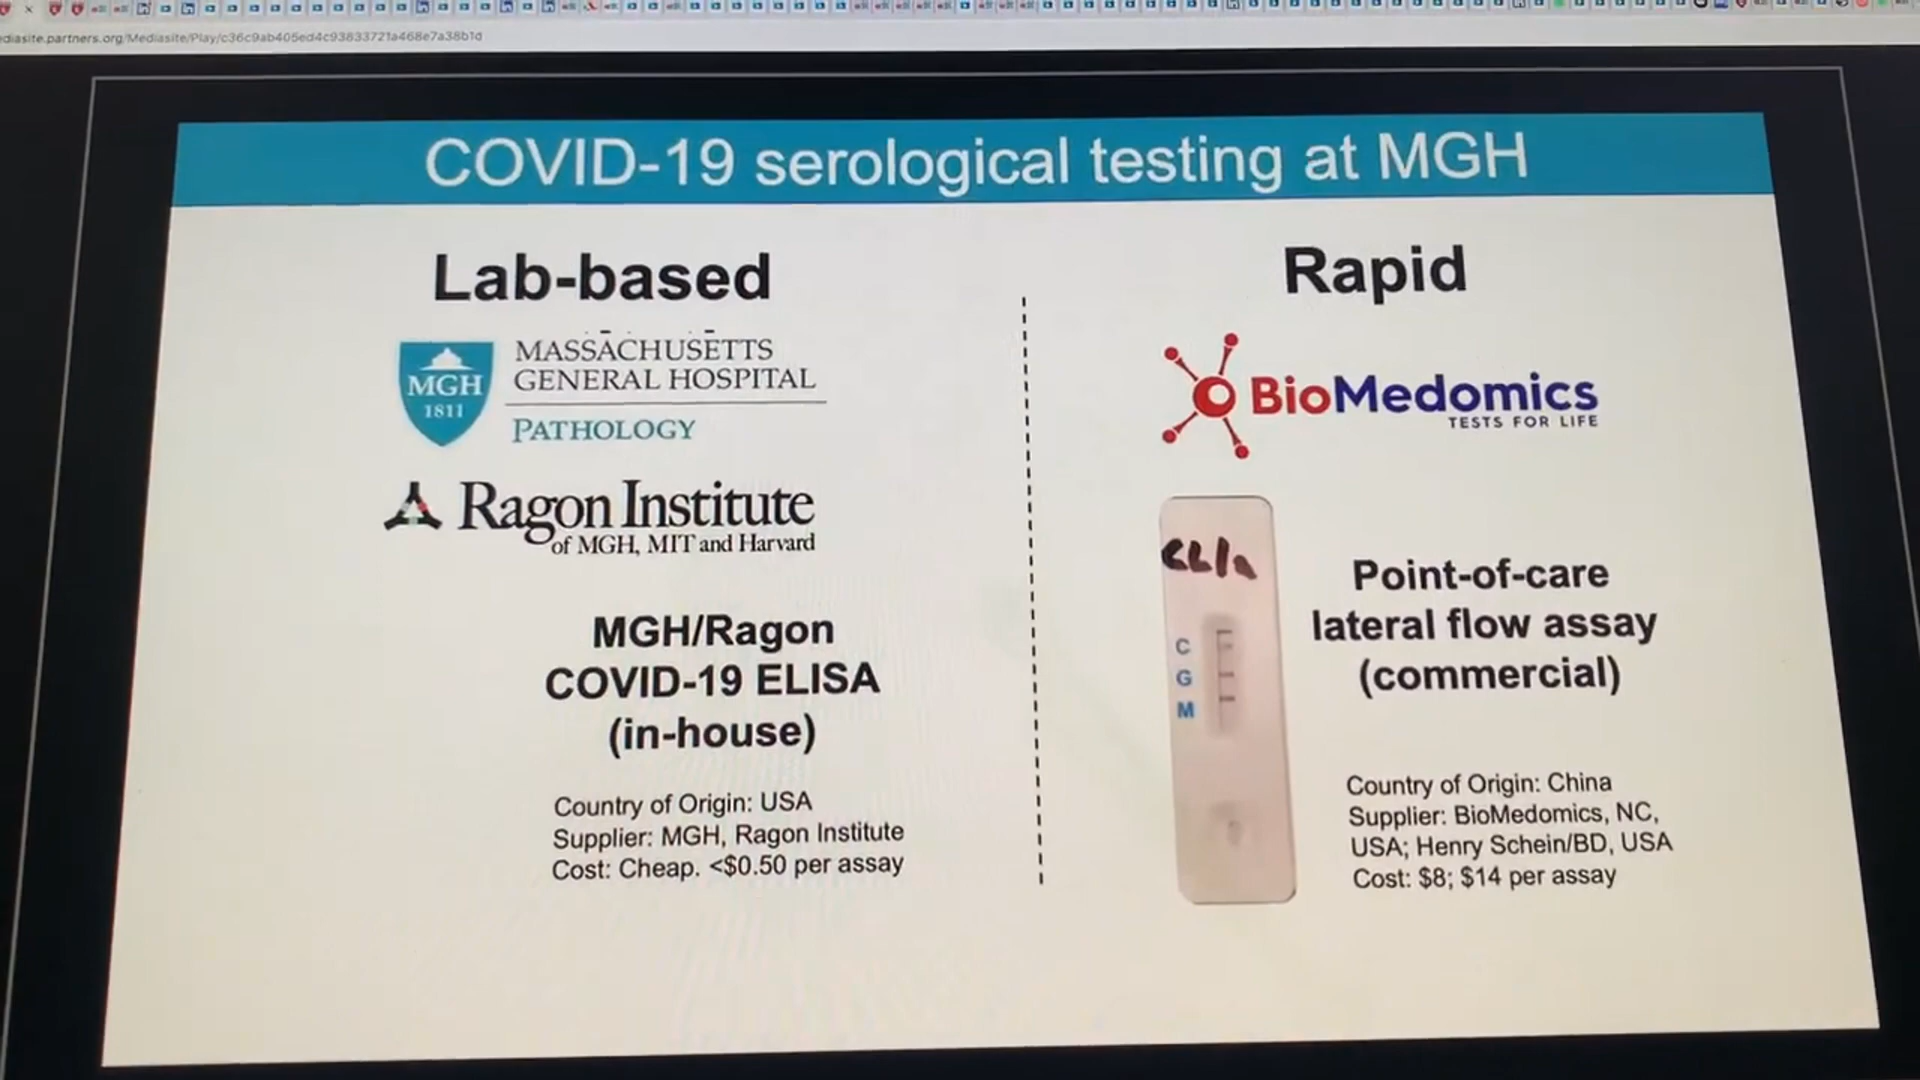 COVID-19 serological testing at MGH
Lab-based
MGH
1811
MASSACHUSETTS
GENERAL HOSPITAL
PATHOLOGY
Ragon Institute
of MGH, MIT and Harvard
MGH/Ragon
COVID-19 ELISA
(in-house)
Country of Origin: USA
Supplier: MGH, Ragon Institute
Cost: Cheap. <$0.50 per assay
Rapid
BioMedomics
TESTS FOR LIFE
C
G
M
Point-of-care
lateral flow assay
(commercial)
Country of Origin: China
Supplier: BioMedomics, NC,
USA; Henry Schein/BD, USA
Cost: $8; $14 per assay